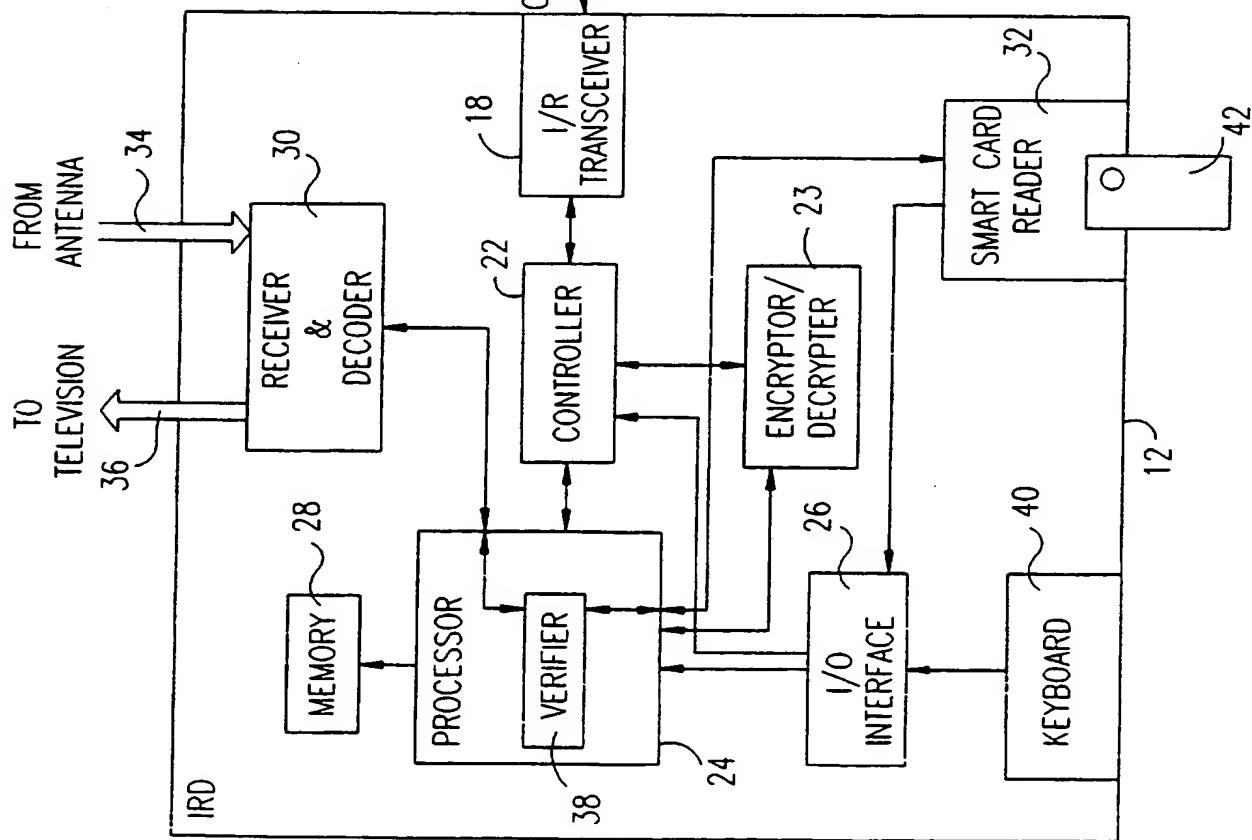 FROM
ANTENNA
34
TO
TELEVISION
36
IRD
30
RECEIVER
&
DECODER
18
I/R
TRANSCEIVER
28
MEMORY
22
CONTROLLER
PROCESSOR
VERIFIER
38
24
23
ENCRYPTOR/
DECRYPTER
32
SMART CARD
READER
42
26
I/O
INTERFACE
40
KEYBOARD
12